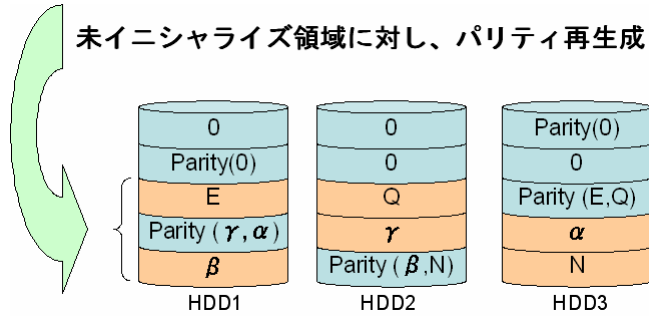 未イニシャライズ領域に対し、パリティ再生成
0 0 Parity(0)
Parity(0) 0 0
E Q Parity (E,Q)
Parity ( γ , α ) γ α
β Parity ( β ,N) N
HDD1 HDD2 HDD3